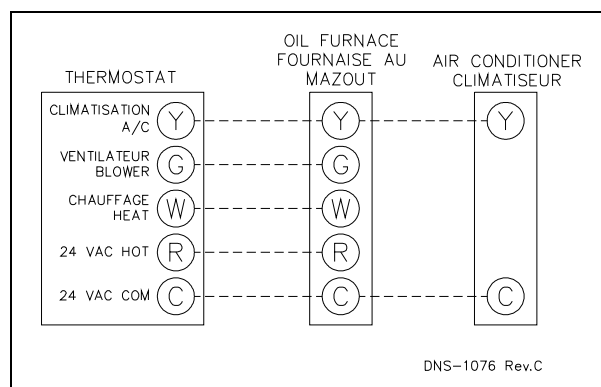 OIL FURNACE
FOURNAISE AU
MAZOUT
AIR CONDITIONER
CLIMATISEUR
THERMOSTAT
CLIMATISATION
A/C
Y
Y
Y
VENTILATEUR
BLOWER
G
G
CHAUFFAGE
HEAT
W
W
24 VAC HOT
R
R
24 VAC COM
C
C
C
DNS-1076 Rev.C